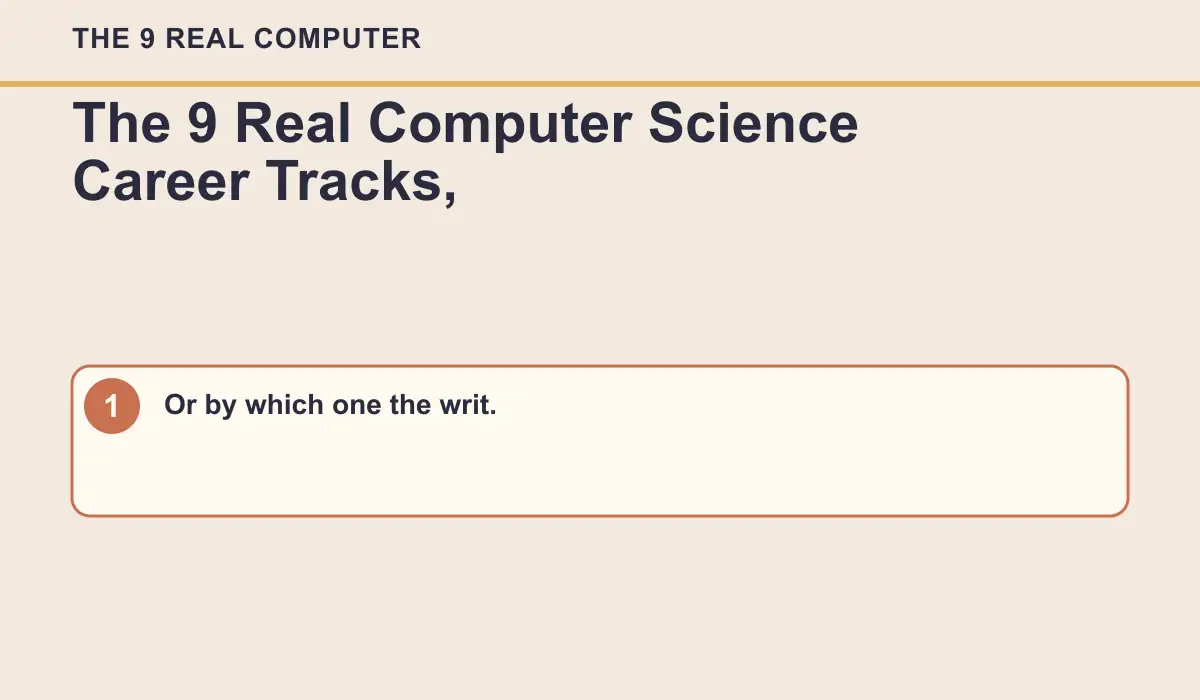 THE 9 REAL COMPUTER
The 9 Real Computer Science
Career Tracks,
1 Or by which one the writ.